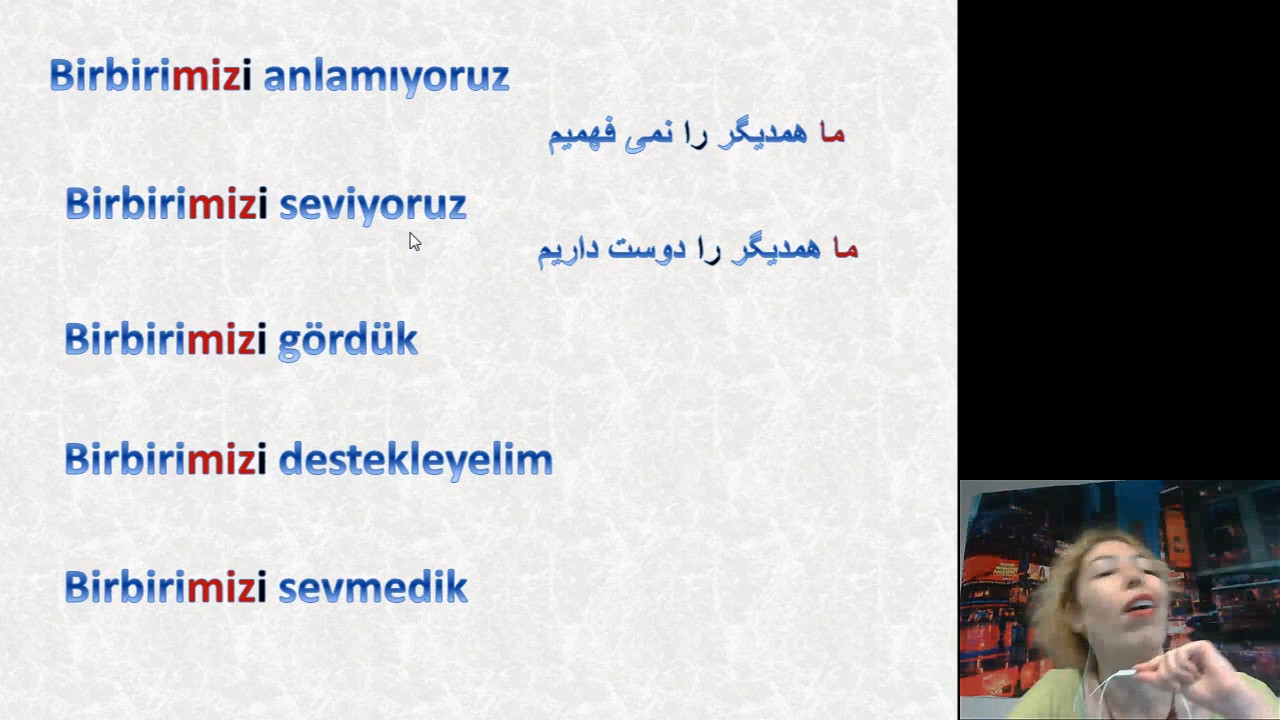 Birbirimizi anlamıyoruz
ما همدیگر را نمی فهمیم
Birbirimizi seviyoruz
ما همدیگر را دوست داریم
Birbirimizi gördük
Birbirimizi destekleyelim
Birbirimizi sevmedik